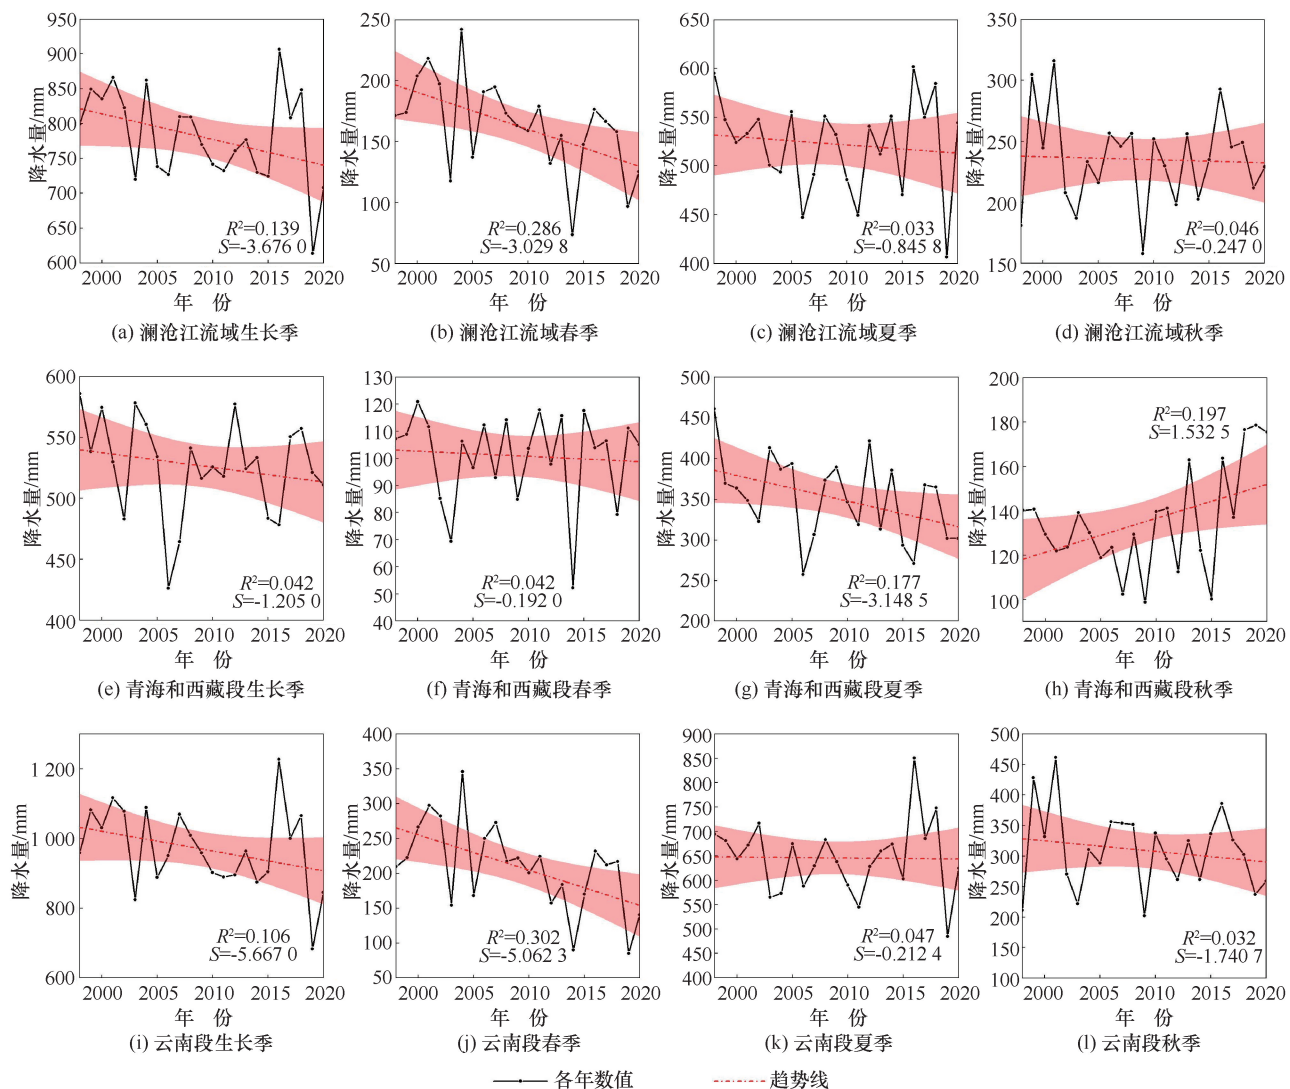 950
900
850
800
750
700
650
600
降水量/mm
R²=0.139
S=-3.676 0
2000 2005 2010 2015 2020
年 份
(a) 澜沧江流域生长季
250
200
150
100
50
降水量/mm
R²=0.286
S=-3.029 8
2000 2005 2010 2015 2020
年 份
(b) 澜沧江流域春季
650
600
550
500
450
400
降水量/mm
R²=0.033
S=-0.845 8
2000 2005 2010 2015 2020
年 份
(c) 澜沧江流域夏季
350
300
250
200
150
降水量/mm
R²=0.046
S=-0.247 0
2000 2005 2010 2015 2020
年 份
(d) 澜沧江流域秋季
600
550
500
450
400
降水量/mm
R²=0.042
S=-1.205 0
2000 2005 2010 2015 2020
年 份
(e) 青海和西藏段生长季
130
120
110
100
90
80
70
60
50
40
降水量/mm
R²=0.042
S=-0.192 0
2000 2005 2010 2015 2020
年 份
(f) 青海和西藏段春季
500
450
400
350
300
250
200
降水量/mm
R²=0.177
S=-3.148 5
2000 2005 2010 2015 2020
年 份
(g) 青海和西藏段夏季
200
180
160
140
120
100
降水量/mm
R²=0.197
S=1.532 5
2000 2005 2010 2015 2020
年 份
(h) 青海和西藏段秋季
1 200
1 000
800
600
降水量/mm
R²=0.106
S=-5.667 0
2000 2005 2010 2015 2020
年 份
(i) 云南段生长季
400
350
300
250
200
150
100
50
降水量/mm
R²=0.302
S=-5.062 3
2000 2005 2010 2015 2020
年 份
(j) 云南段春季
900
850
800
750
700
650
600
550
500
450
400
降水量/mm
R²=0.047
S=-0.212 4
2000 2005 2010 2015 2020
年 份
(k) 云南段夏季
500
450
400
350
300
250
200
150
100
降水量/mm
R²=0.032
S=-1.740 7
2000 2005 2010 2015 2020
年 份
(l) 云南段秋季
各年数值
趋势线